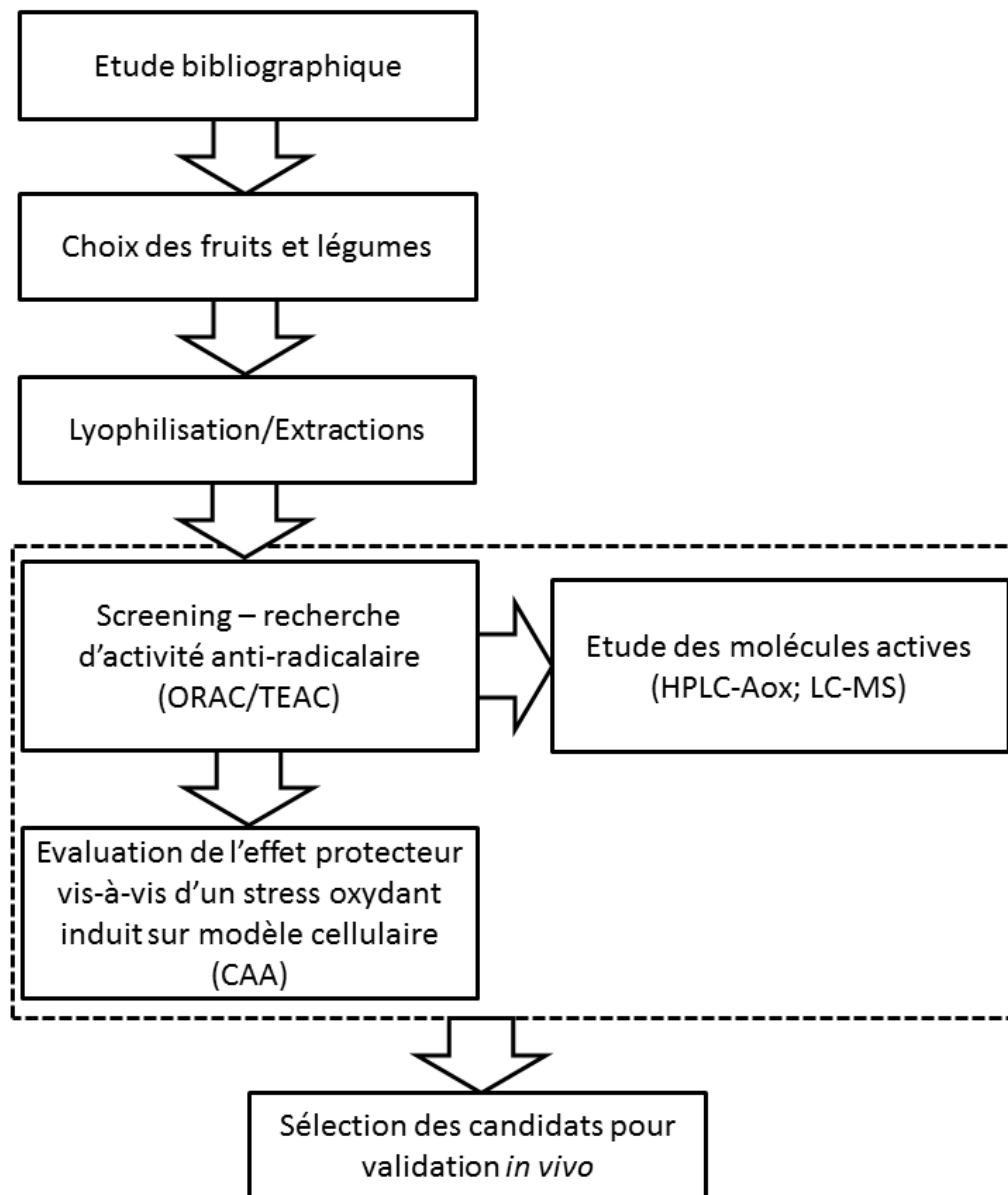 Etude bibliographique
Choix des fruits et légumes
Lyophilisation/Extractions
Screening – recherche
d'activité anti-radicalaire
(ORAC/TEAC)
Etude des molécules actives
(HPLC-Aox; LC-MS)
Evaluation de l'effet protecteur
vis-à-vis d'un stress oxydant
induit sur modèle cellulaire
(CAA)
Sélection des candidats pour
validation in vivo